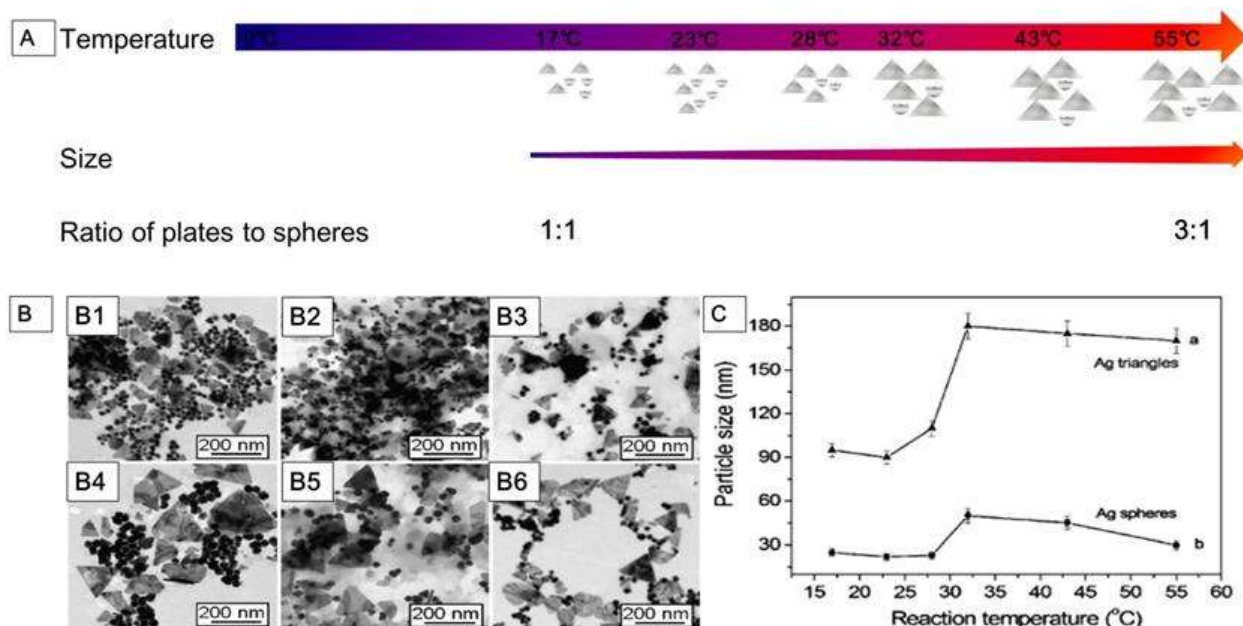 A
Temperature
0℃ 17℃ 23℃ 28℃ 32℃ 43℃ 55℃
Size
Ratio of plates to spheres 1:1 3:1
B
B1
200 nm
B2
200 nm
B3
200 nm
B4
200 nm
B5
200 nm
B6
200 nm
C
Particle size (nm)
180
150
120
90
60
30
a
Ag triangles
Ag spheres
b
15 20 25 30 35 40 45 50 55 60
Reaction temperature (°C)